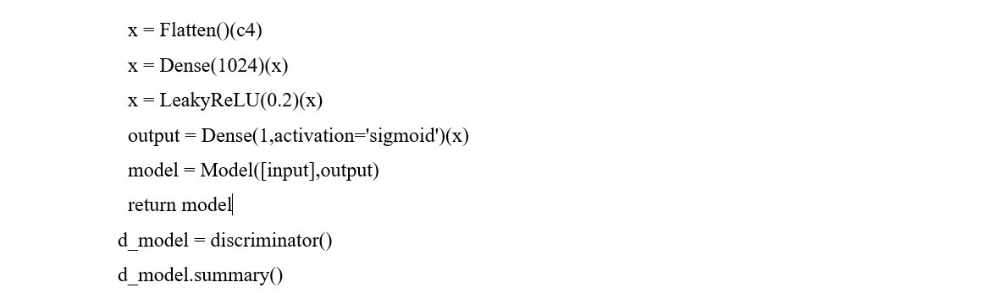 x = Flatten()(c4)
x = Dense(1024)(x)
x = LeakyReLU(0.2)(x)
output = Dense(1,activation='sigmoid')(x)
model = Model([input],output)
return model
d_model = discriminator()
d_model.summary()